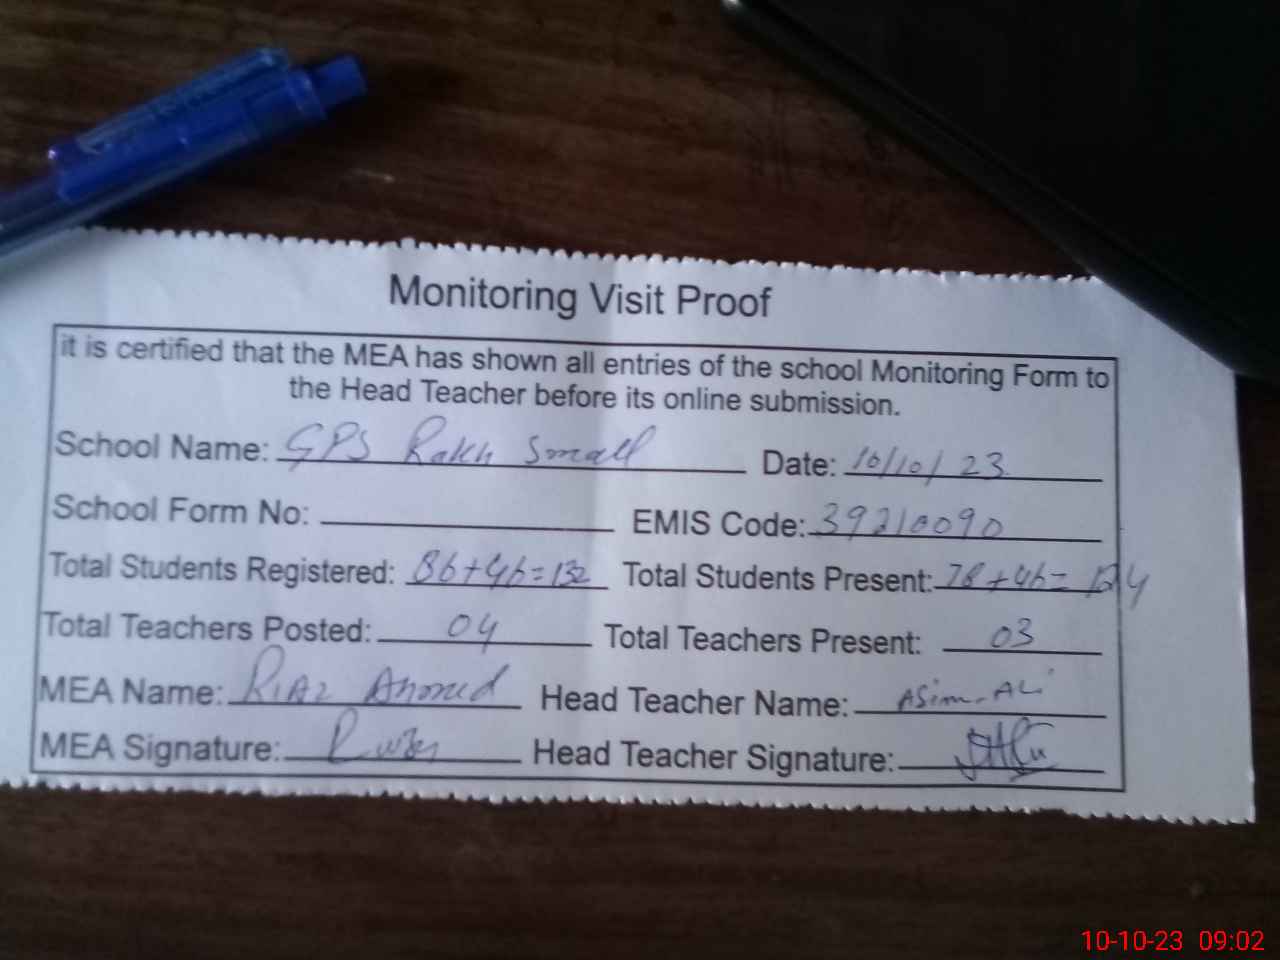 Monitoring Visit Proof
it is certified that the MEA has shown all entries of the school Monitoring Form to
the Head Teacher before its online submission.
School Name: GPS Rakh Small Date: 10/10/23
School Form No: EMIS Code: 39210090
Total Students Registered: 86+46=132 Total Students Present: 78+46=124
Total Teachers Posted: 04 Total Teachers Present: 03
MEA Name: Riaz Ahmed Head Teacher Name: Asim-Ali
MEA Signature: Head Teacher Signature:
10-10-23 09:02